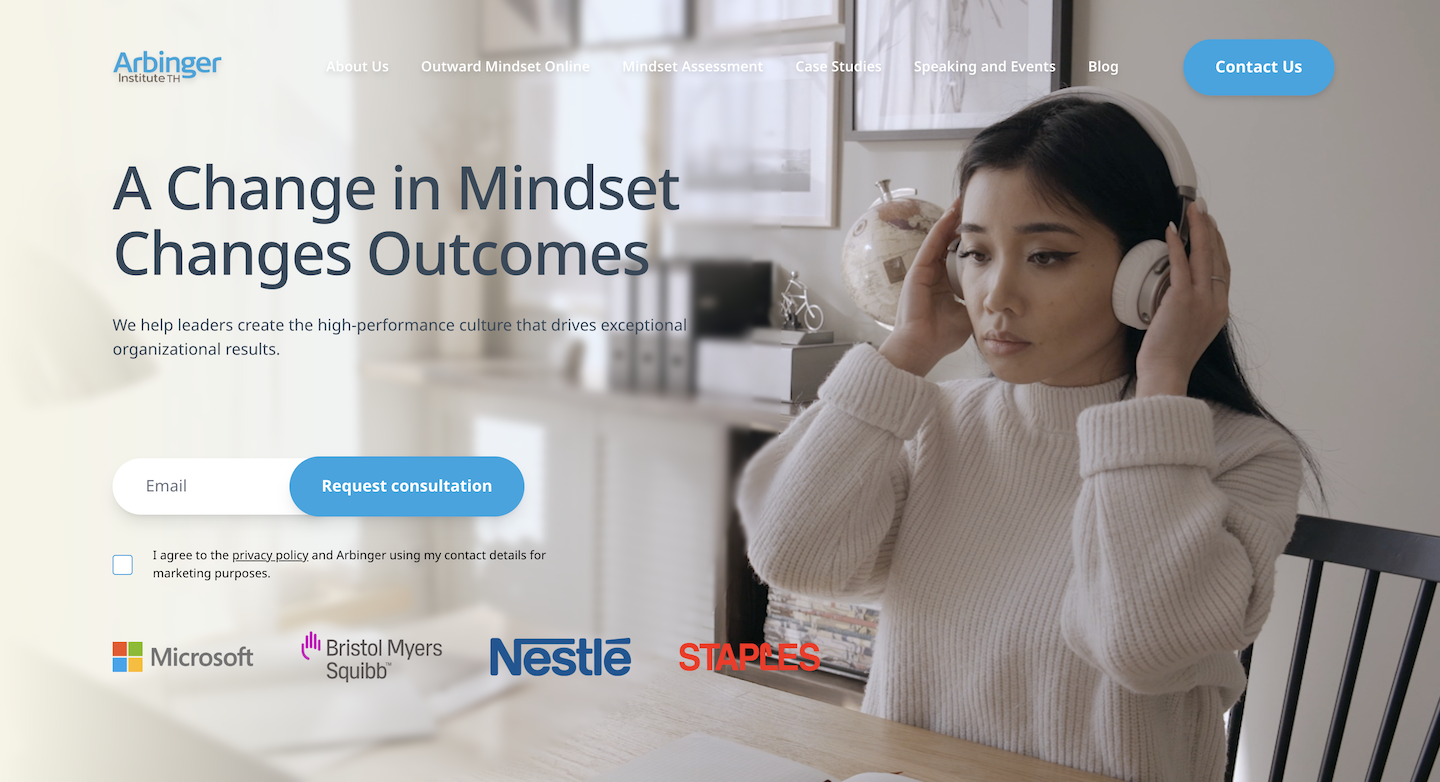 Arbinger
Institute TH
About Us
Outward Mindset Online
Mindset Assessment
Case Studies
Speaking and Events
Blog
Contact Us
A Change in Mindset
Changes Outcomes
We help leaders create the high-performance culture that drives exceptional
organizational results.
Email
Request consultation
I agree to the privacy policy and Arbinger using my contact details for
marketing purposes.
Microsoft
Bristol Myers
Squibb™
Nestlé
STAPLES